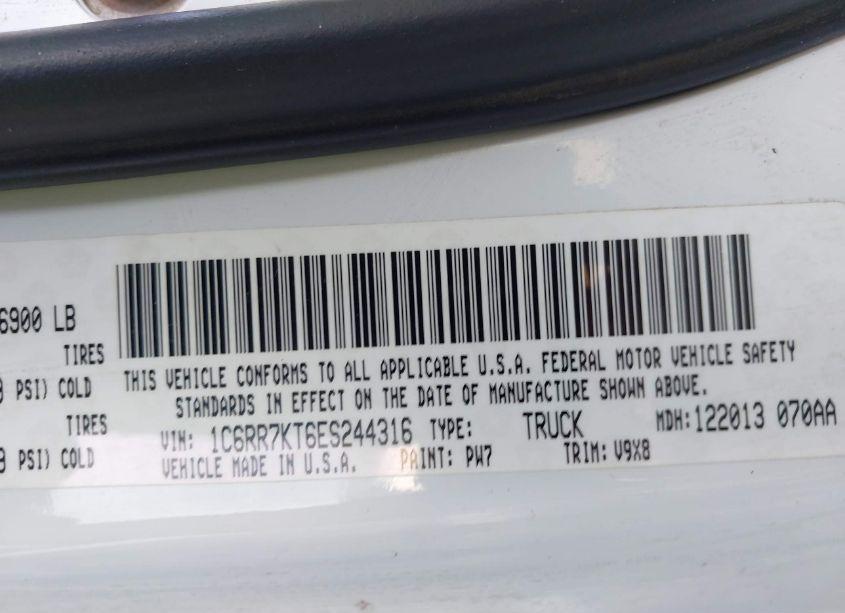 6900 LB
TIRES
PSI) COLD
TIRES
PSI) COLD
THIS VEHICLE CONFORMS TO ALL APPLICABLE U.S.A. FEDERAL MOTOR VEHICLE SAFETY
STANDARDS IN EFFECT ON THE DATE OF MANUFACTURE SHOWN ABOVE.
VIN: 1C6RR7KT6ES244316 TYPE: TRUCK MDH: 122013 070AA
VEHICLE MADE IN U.S.A. PAINT: PW7 TRIM: V9X8